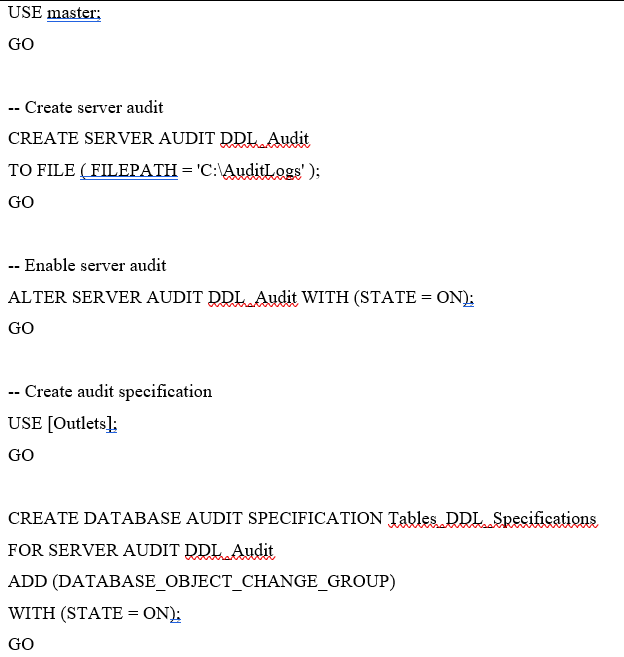 USE master;
GO
-- Create server audit
CREATE SERVER AUDIT DDL_Audit
TO FILE ( FILEPATH = 'C:\AuditLogs' );
GO
-- Enable server audit
ALTER SERVER AUDIT DDL_Audit WITH (STATE = ON);
GO
-- Create audit specification
USE [Outlets];
GO
CREATE DATABASE AUDIT SPECIFICATION Tables_DDL_Specifications
FOR SERVER AUDIT DDL_Audit
ADD (DATABASE_OBJECT_CHANGE_GROUP)
WITH (STATE = ON);
GO